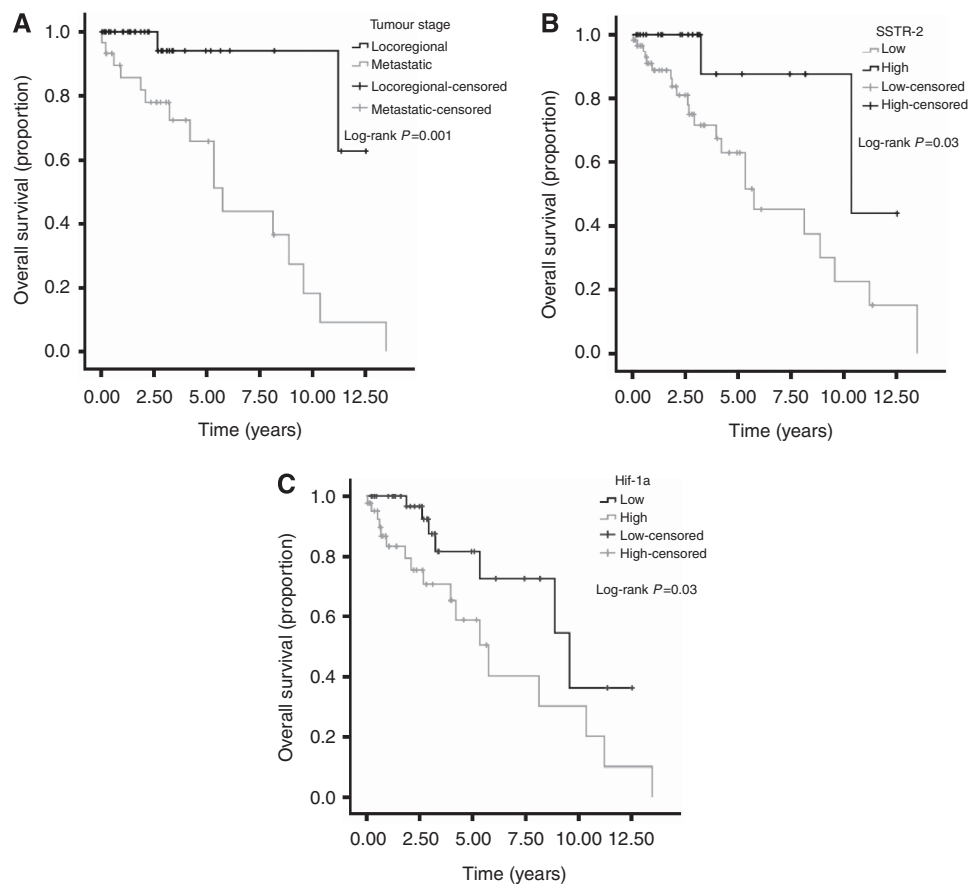 A
Overall survival (proportion)
1.0
0.8
0.6
0.4
0.2
0.0
0.00 2.50 5.00 7.50 10.00 12.50
Time (years)
Tumour stage
Locoregional
Metastatic
Locoregional-censored
Metastatic-censored
Log-rank P=0.001
B
Overall survival (proportion)
1.0
0.8
0.6
0.4
0.2
0.0
0.00 2.50 5.00 7.50 10.00 12.50
Time (years)
SSTR-2
Low
High
Low-censored
High-censored
Log-rank P=0.03
C
Overall survival (proportion)
1.0
0.8
0.6
0.4
0.2
0.0
0.00 2.50 5.00 7.50 10.00 12.50
Time (years)
Hif-1a
Low
High
Low-censored
High-censored
Log-rank P=0.03